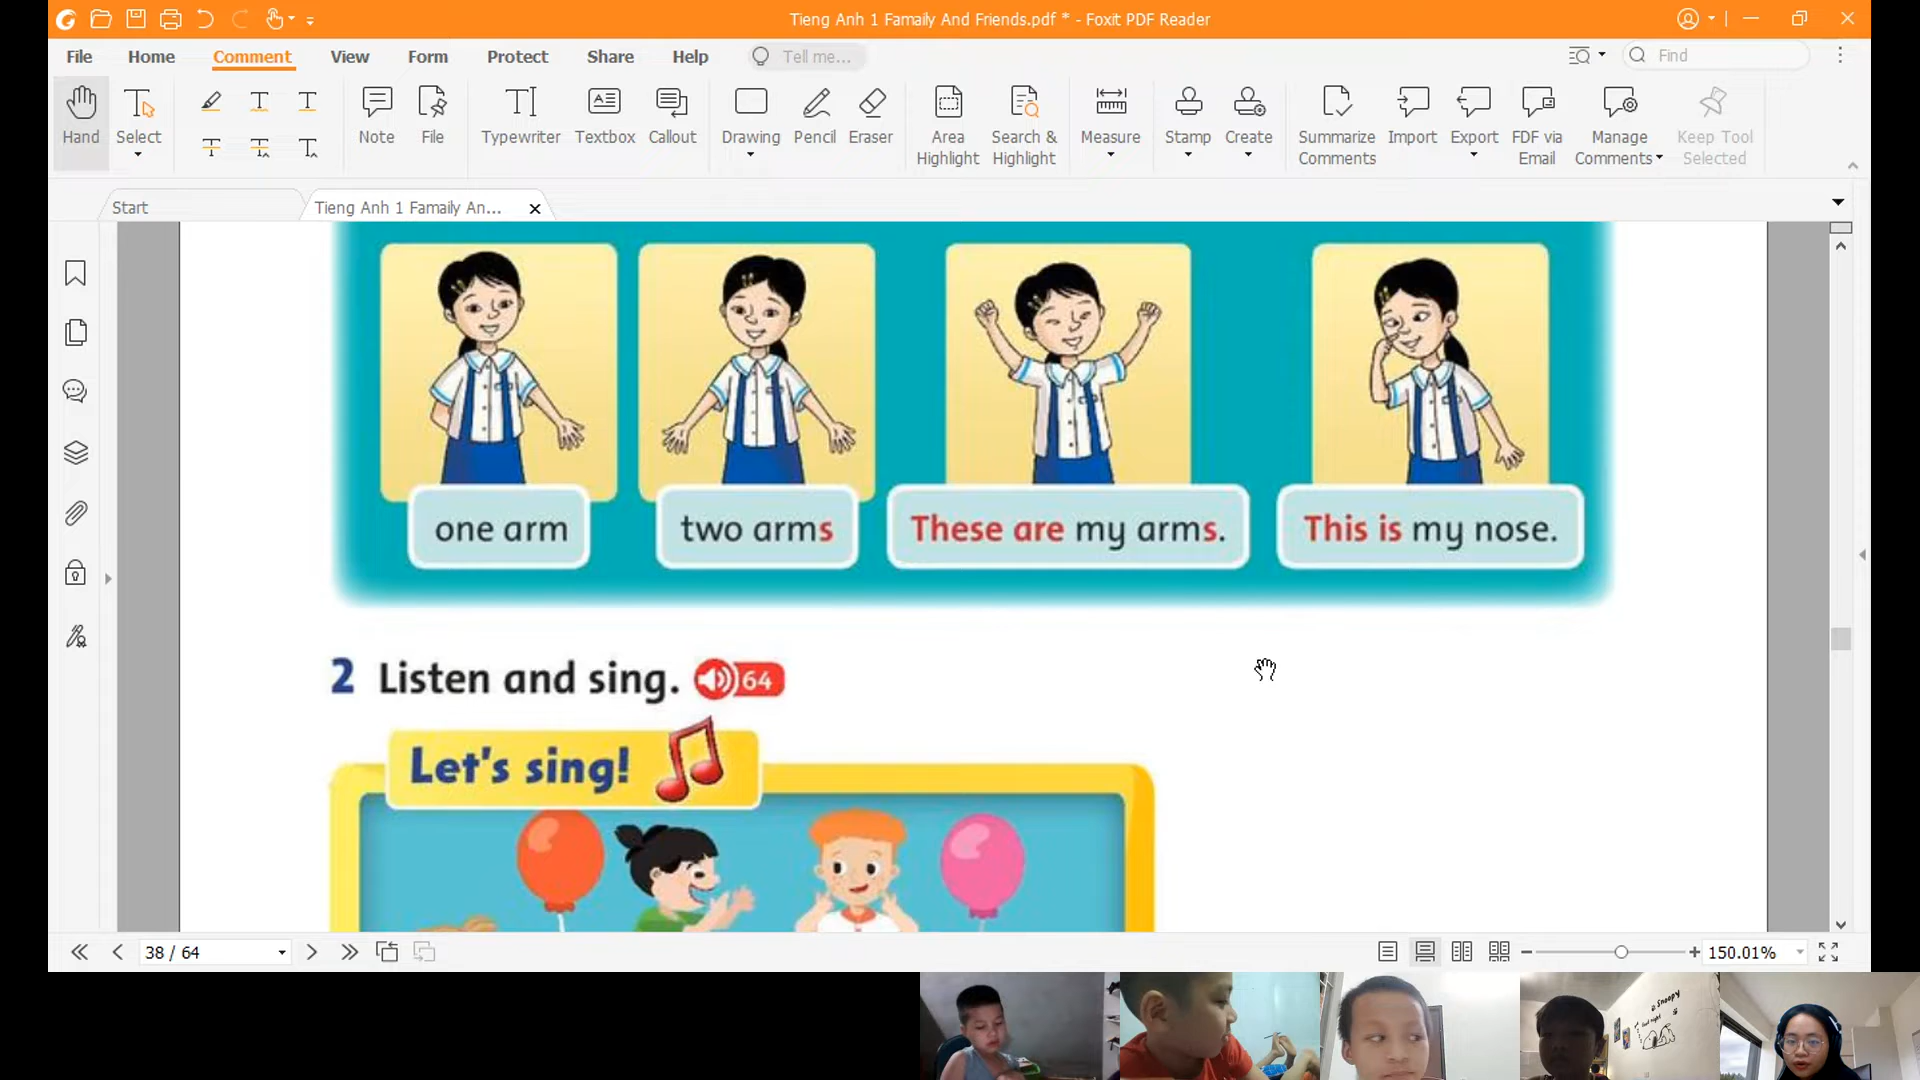 Tieng Anh 1 Famaily And Friends.pdf * - Foxit PDF Reader
File Home Comment View Form Protect Share Help Tell me... Find
Hand Select Note File Typewriter Textbox Callout Drawing Pencil Eraser Area Highlight Search & Highlight Measure Stamp Create Summarize Comments Import Export FDF via Email Manage Comments Keep Tool Selected
Start Tieng Anh 1 Famaily An...
one arm two arms These are my arms. This is my nose.
2 Listen and sing. 64
Let's sing!
38 / 64 150.01%
Snoopy